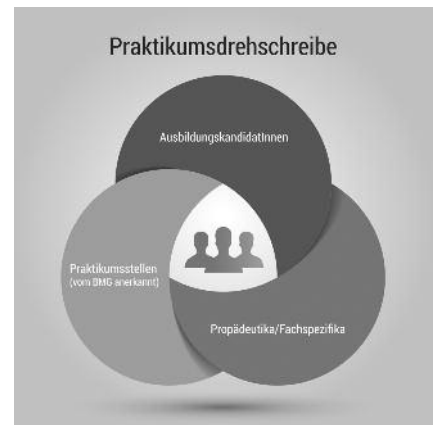 Praktikumsdrehschreibe
AusbildungskandidatInnen
Praktikumsstellen
(vom BMG anerkannt)
Propädeutika/Fachspezifika